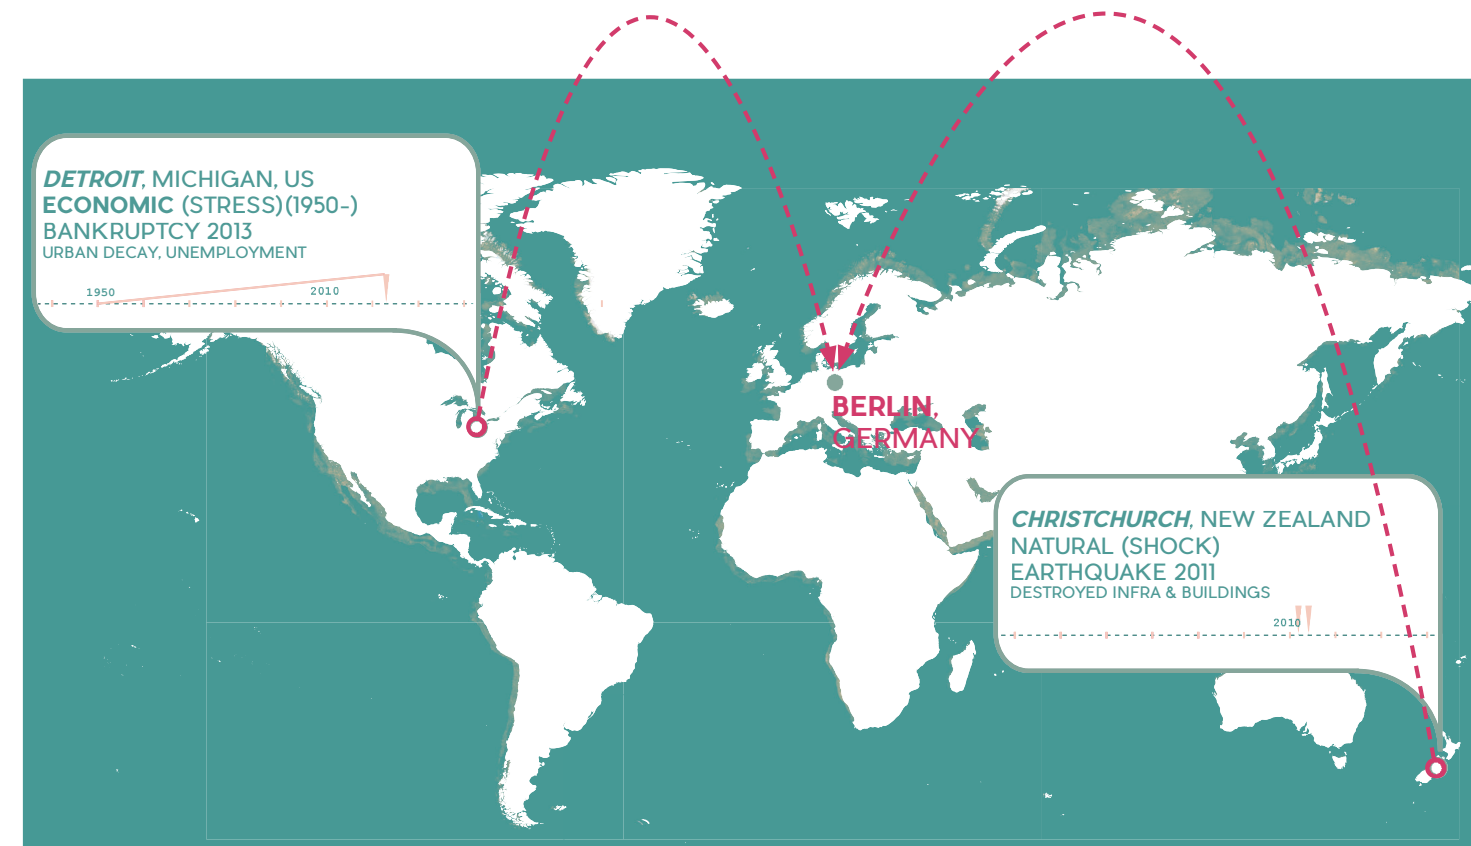 DETROIT, MICHIGAN, US
ECONOMIC (STRESS)(1950-)
BANKRUPTCY 2013
URBAN DECAY, UNEMPLOYMENT
1950
2010
BERLIN,
GERMANY
CHRISTCHURCH, NEW ZEALAND
NATURAL (SHOCK)
EARTHQUAKE 2011
DESTROYED INFRA & BUILDINGS
2010